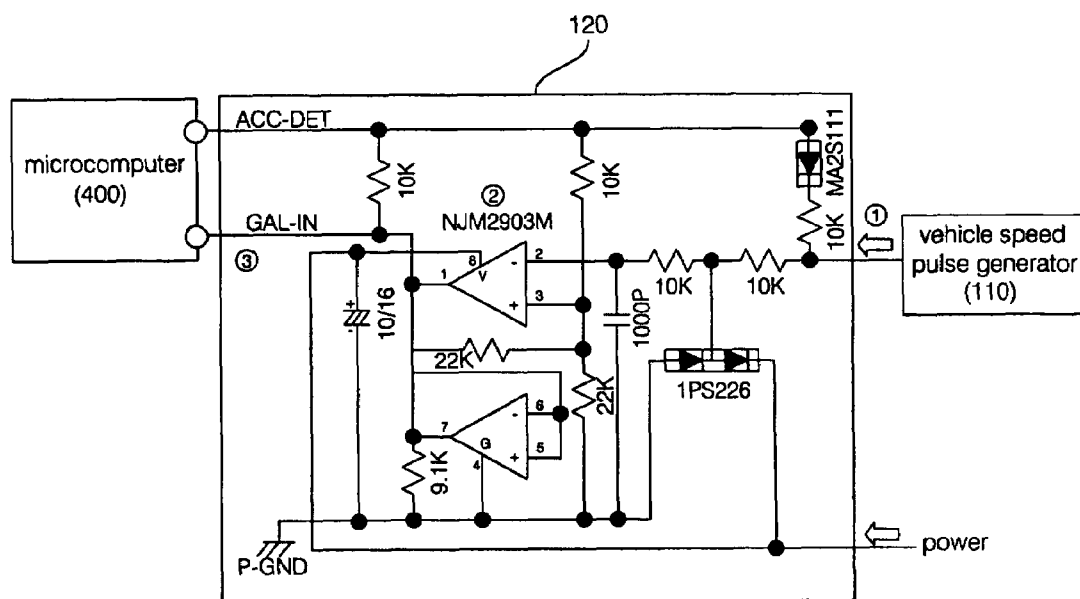 120
ACC-DET
microcomputer
(400)
10K
10K
MA2S111
10K
②
NJM2903M
①
GAL-IN
③
vehicle speed
pulse generator
(110)
8
V
1
-
2
+
3
10K
10K
+
-
10/16
1000P
22K
22K
1PS226
7
-
6
G
+
5
4
9.1K
P-GND
power